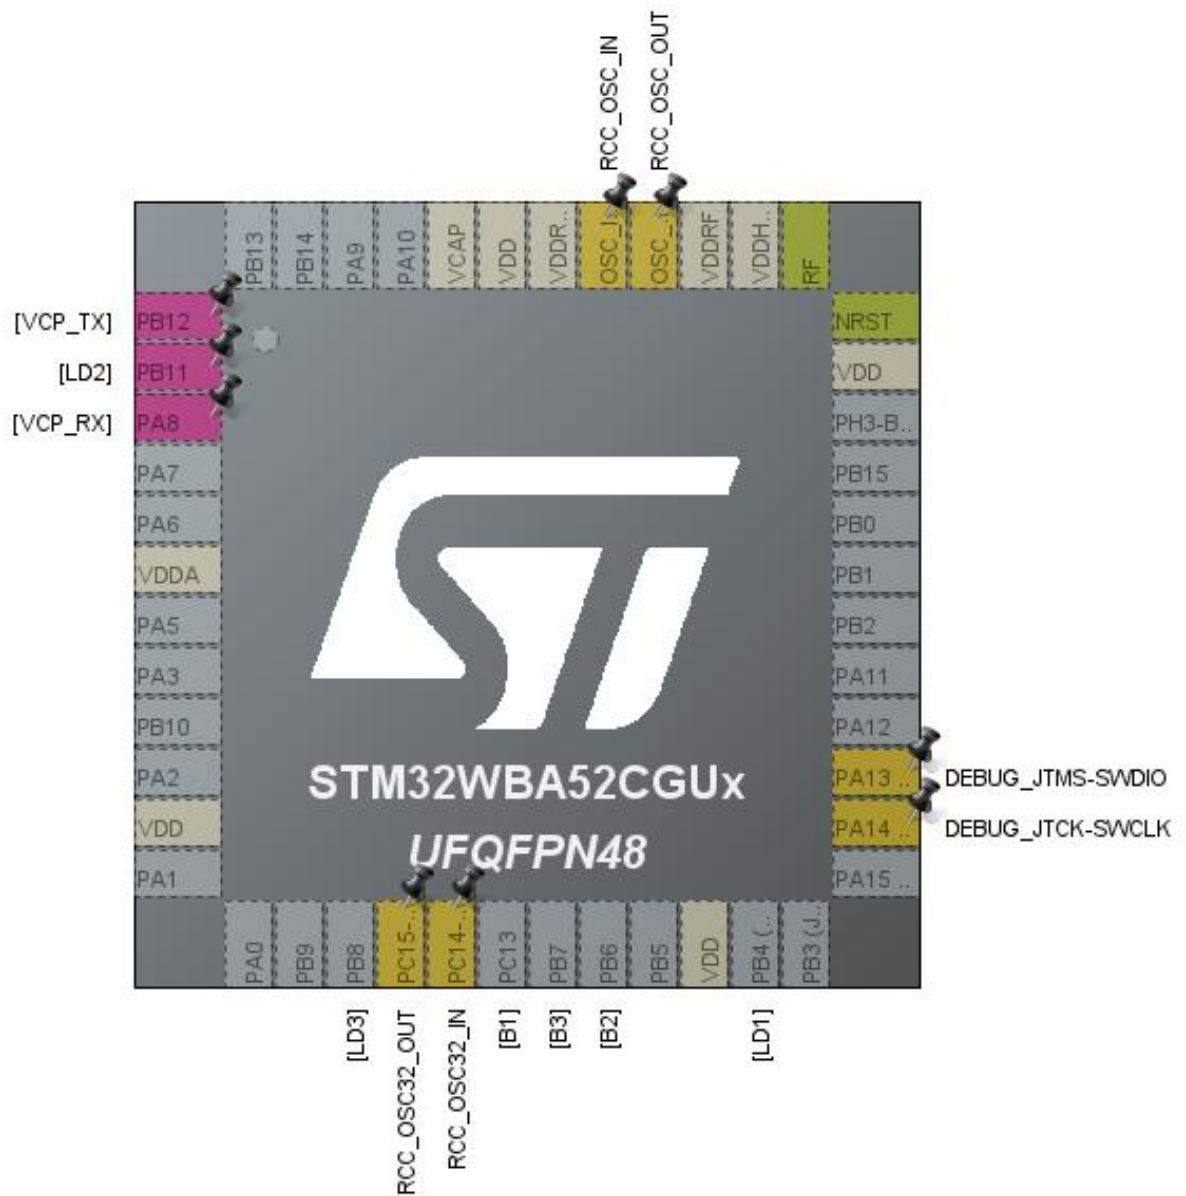 RCC_OSC_IN
RCC_OSC_OUT
PB13
PB14
PA9
PA10
VCAP
VDD
VDDR..
OSC_I..
OSC_..
VDDRF
VDDH..
RF
[VCP_TX]
PB12
[LD2]
PB11
[VCP_RX]
PA8
PA7
PA6
VDDA
PA5
PA3
PB10
PA2
VDD
PA1
NRST
VDD
PH3-B..
PB15
PB0
PB1
PB2
PA11
PA12
PA13 ..
DEBUG_JTMS-SWDIO
PA14 ..
DEBUG_JTCK-SWCLK
PA15 ..
STM32WBA52CGUx
UFQFPN48
PA0
PB9
PB8
PC15-..
PC14-..
PC13
PB7
PB6
PB5
VDD
PB4 (..
PB3 (J..
[LD3]
RCC_OSC32_OUT
RCC_OSC32_IN
[B1]
[B3]
[B2]
[LD1]